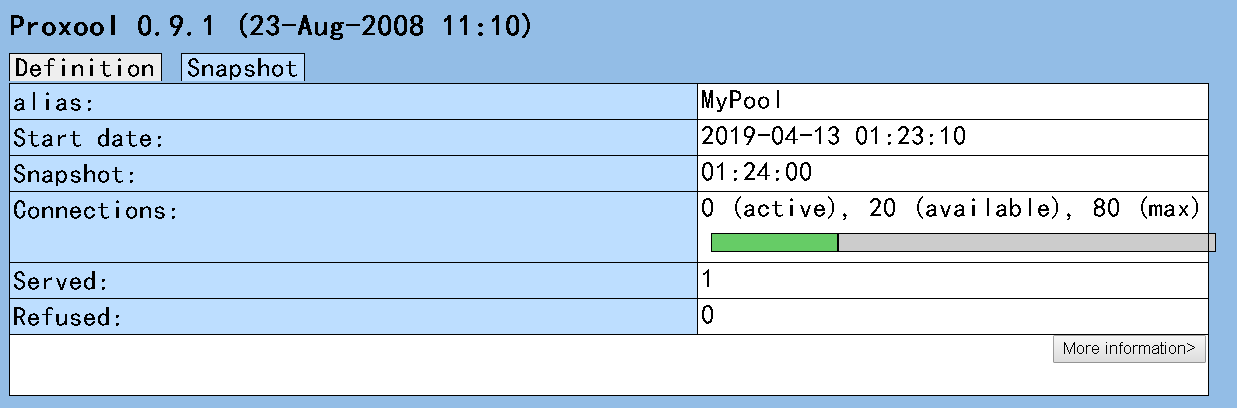 Proxool 0.9.1 (23-Aug-2008 11:10)
Definition Snapshot
alias: MyPool
Start date: 2019-04-13 01:23:10
Snapshot: 01:24:00
Connections: 0 (active), 20 (available), 80 (max)
Served: 1
Refused: 0
More information>